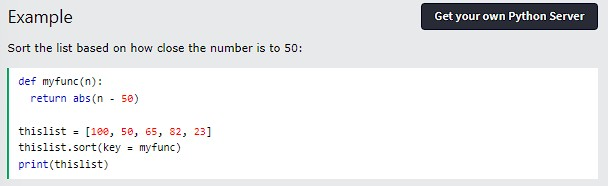 Example
Get your own Python Server
Sort the list based on how close the number is to 50:
def myfunc(n):
  return abs(n - 50)

thislist = [100, 50, 65, 82, 23]
thislist.sort(key = myfunc)
print(thislist)